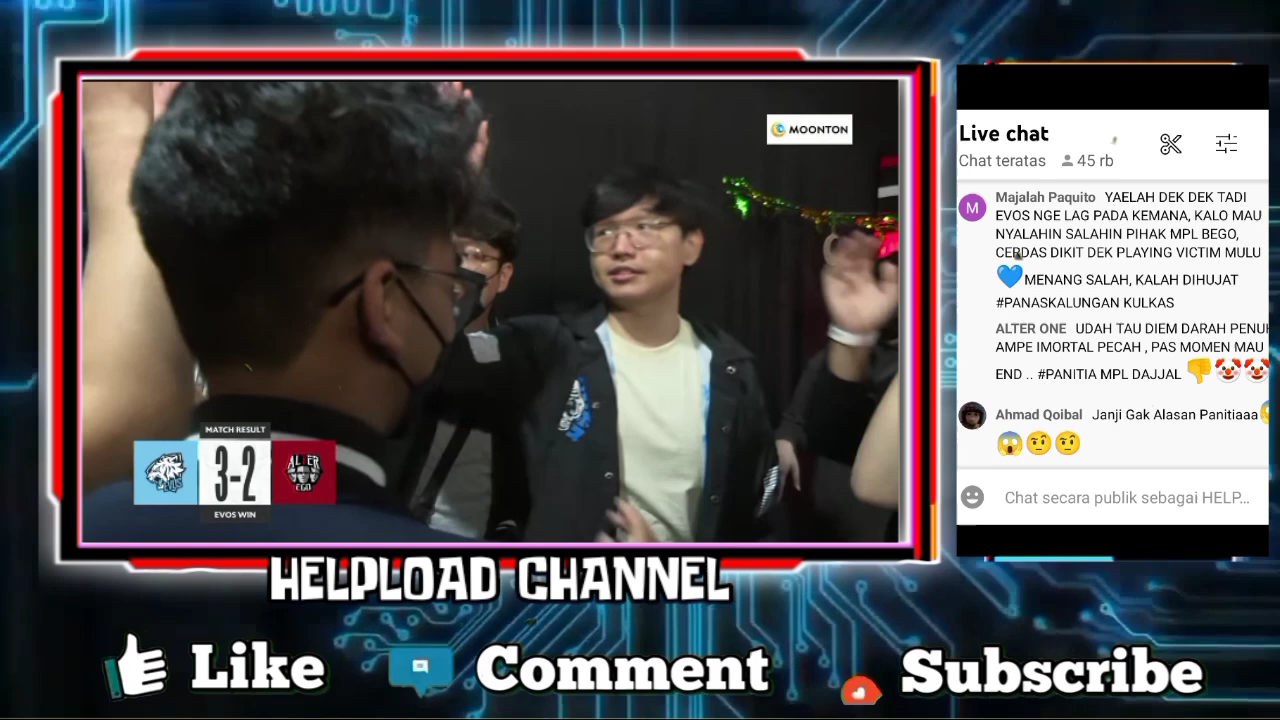 MOONTON
MATCH RESULT
EVOS
3-2
ALTER
EGO
EVOS WIN
Live chat
Chat teratas 45 rb
M
Majalah Paquito YAELAH DEK DEK TADI
EVOS NGE LAG PADA KEMANA, KALO MAU
NYALAHIN SALAHIN PIHAK MPL BEGO,
CERDAS DIKIT DEK PLAYING VICTIM MULU
💙MENANG SALAH, KALAH DIHUJAT
#PANASKALUNGAN KULKAS
ALTER ONE UDAH TAU DIEM DARAH PENUH
AMPE IMORTAL PECAH , PAS MOMEN MAU
END .. #PANITIA MPL DAJJAL 👎🤡🤡
Ahmad Qoibal Janji Gak Alasan Panitiaaa
😱🤨🤨
Chat secara publik sebagai HELP...
HELPLOAD CHANNEL
Like
Comment
Subscribe